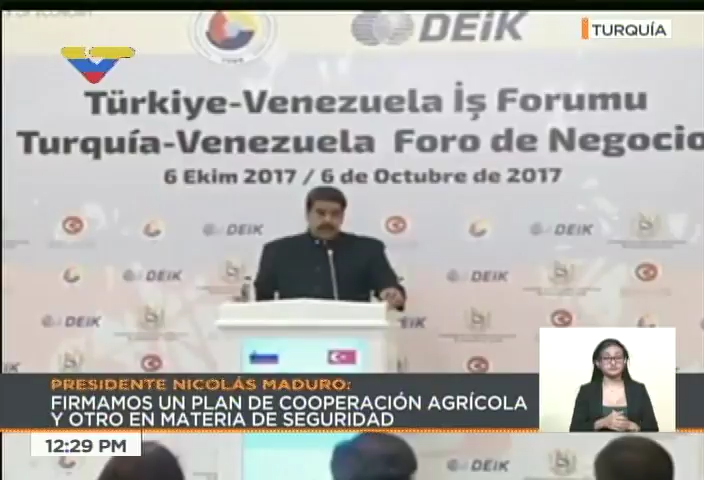 DEiK
TURQUÍA
Türkiye-Venezuela İş Forumu
Turquía-Venezuela Foro de Negocio
6 Ekim 2017 / 6 de Octubre de 2017
DEiK
DEiK
DEiK
DEiK
DEiK
EiK
PRESIDENTE NICOLÁS MADURO:
FIRMAMOS UN PLAN DE COOPERACIÓN AGRÍCOLA
Y OTRO EN MATERIA DE SEGURIDAD
12:29 PM
DEiK